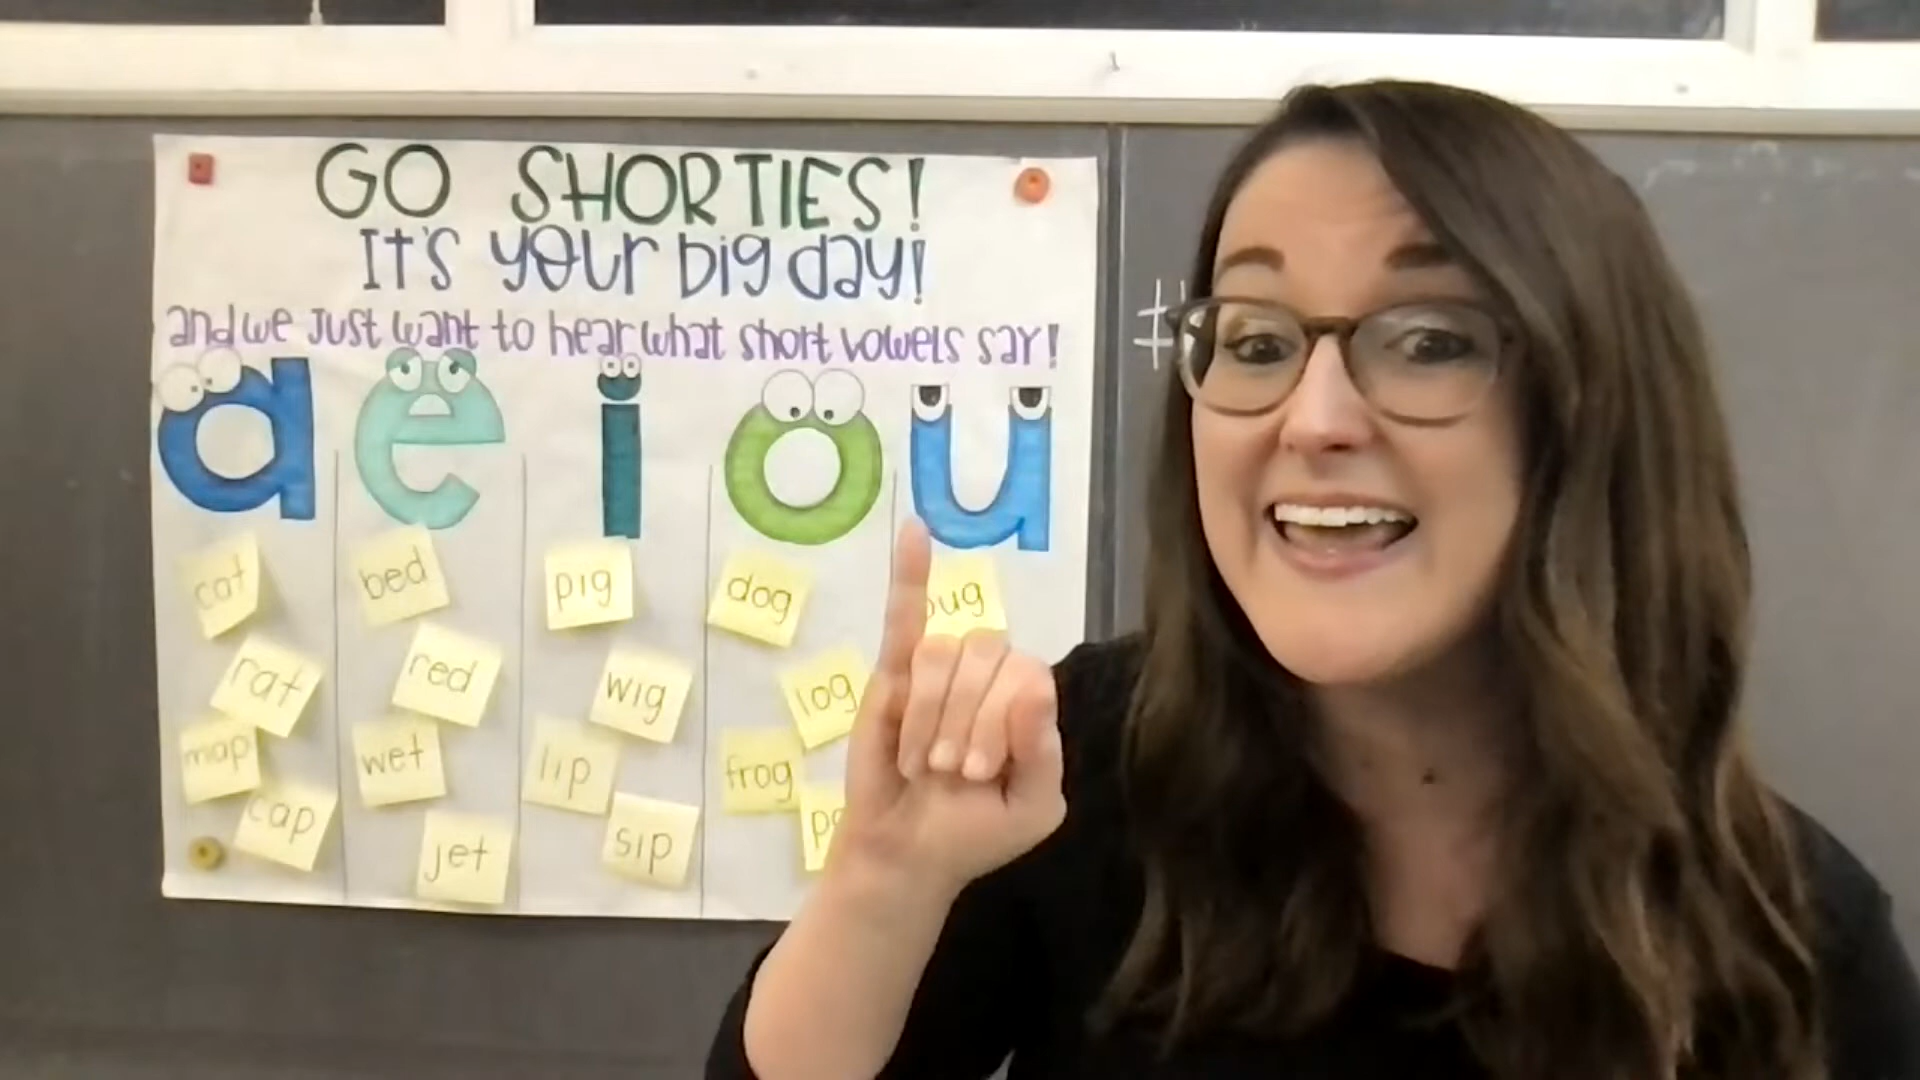 GO SHORTIES!
It's your big day!
and we just want to hear what short vowels say!
a e i o u
cat bed pig dog
rat red wig log
map wet lip frog
cap jet sip
#